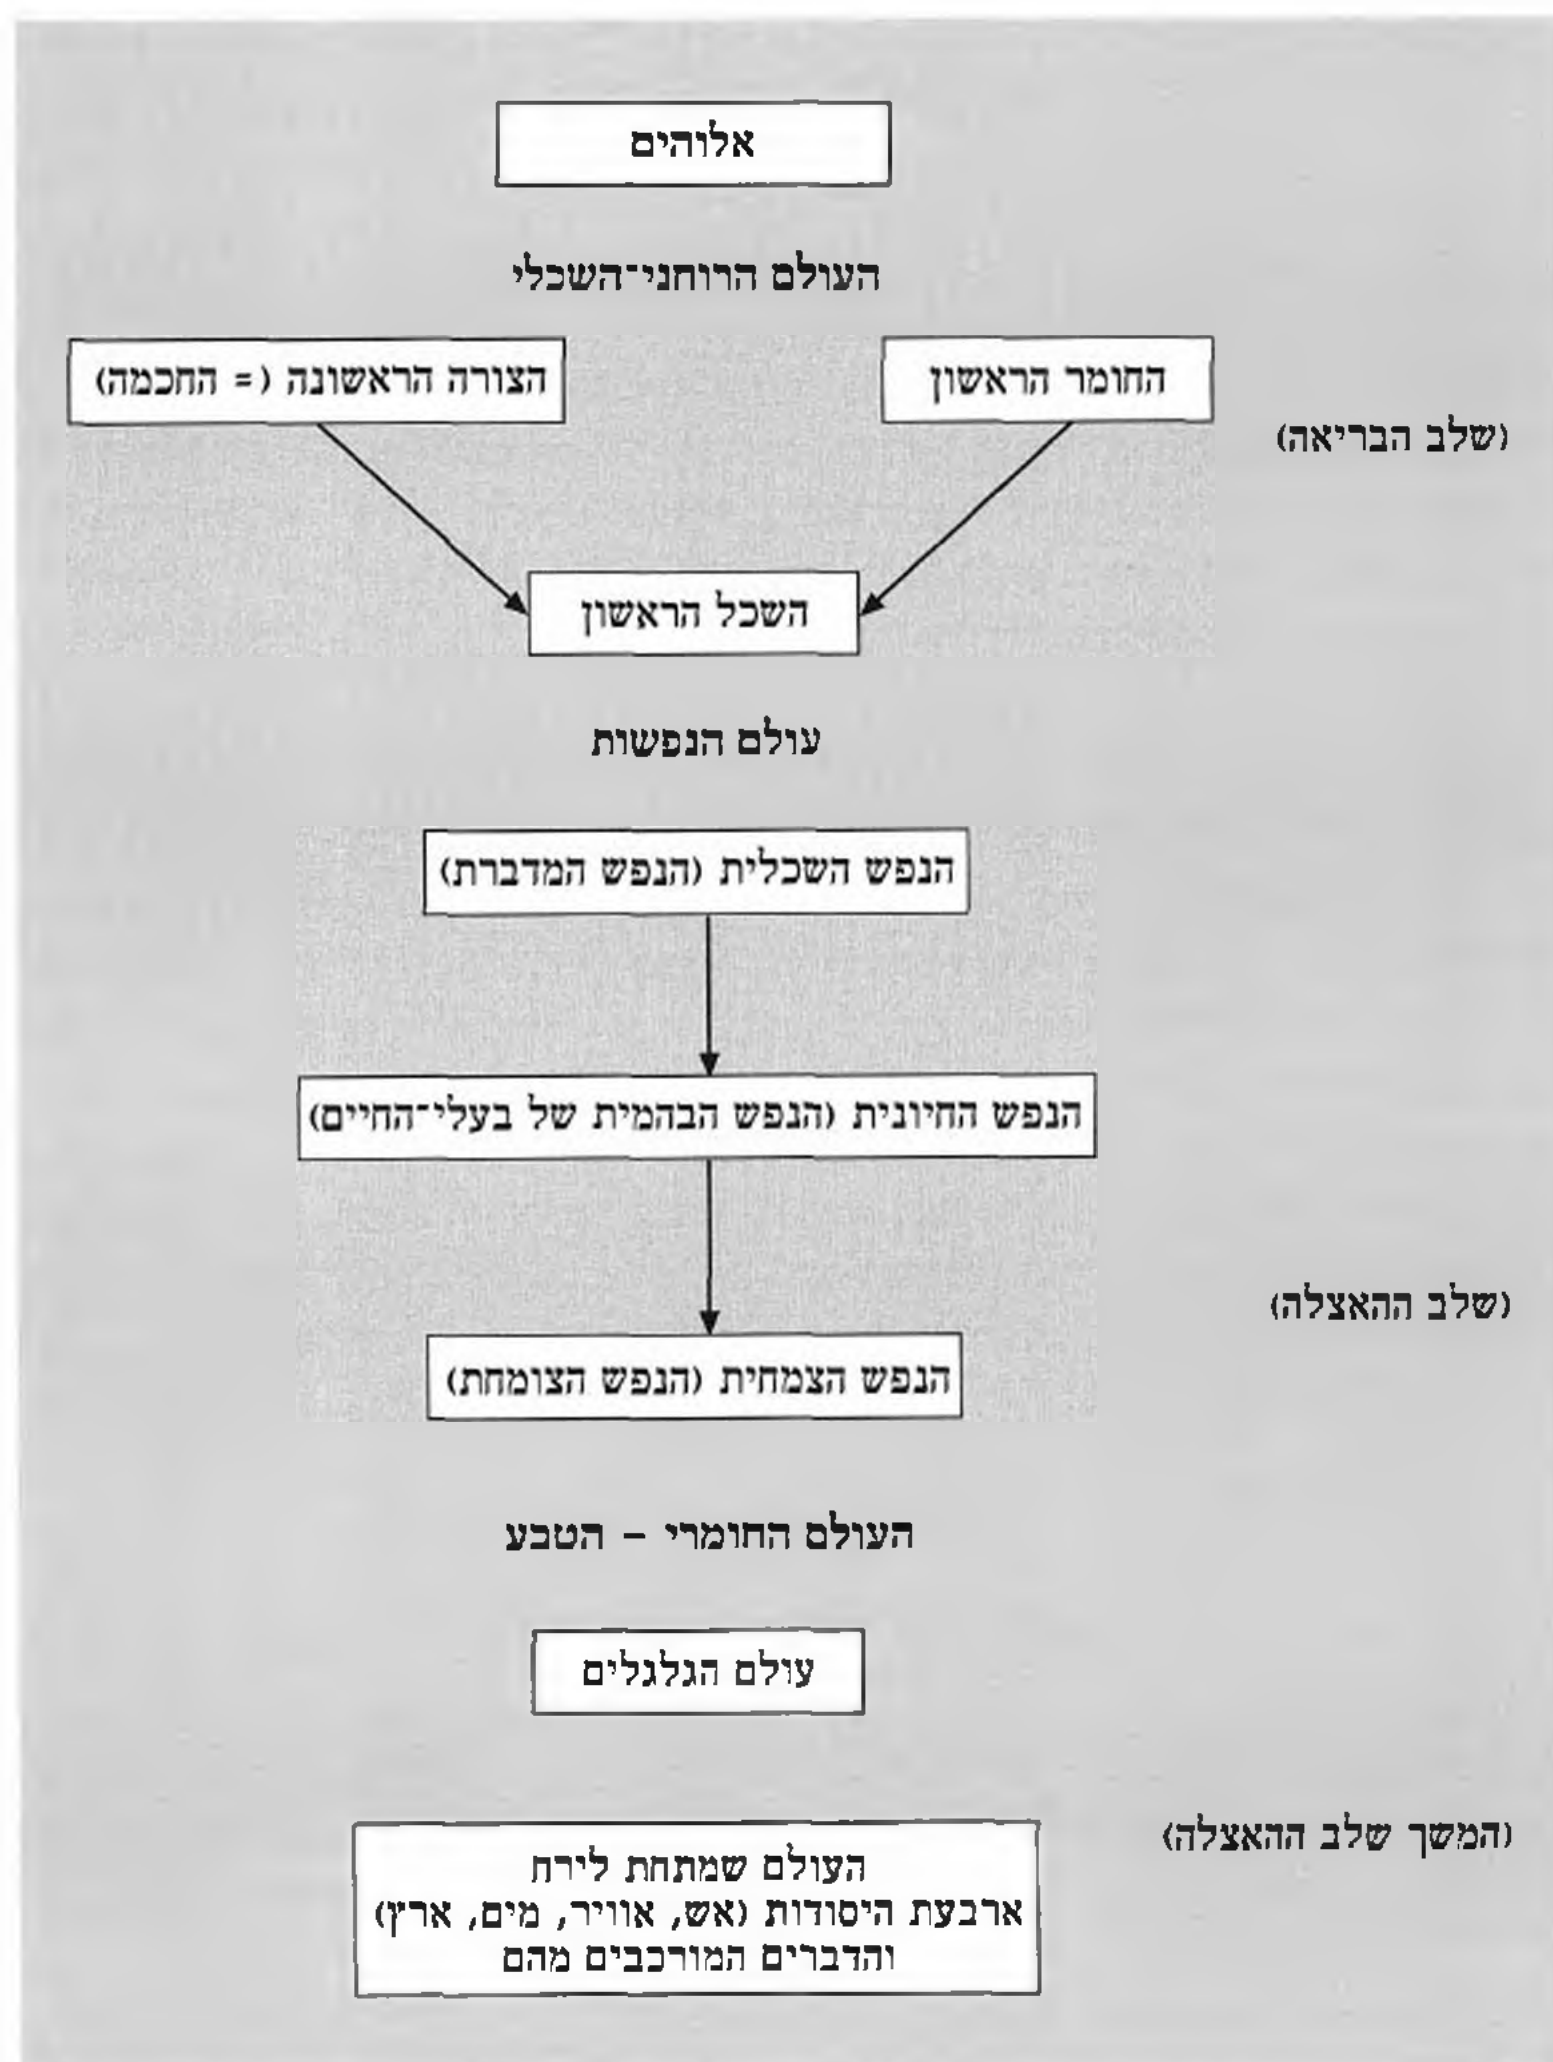 אלוהים
העולם הרוחני־השכלי
החומר הראשון
הצורה הראשונה (= החכמה)
(שלב הבריאה)
השכל הראשון
עולם הנפשות
הנפש השכלית (הנפש המדברת)
הנפש החיונית (הנפש הבהמית של בעלי־החיים)
(שלב ההאצלה)
הנפש הצמחית (הנפש הצומחת)
העולם החומרי – הטבע
עולם הגלגלים
(המשך שלב ההאצלה)
העולם שמתחת לירח
ארבעת היסודות (אש, אוויר, מים, ארץ)
והדברים המורכבים מהם